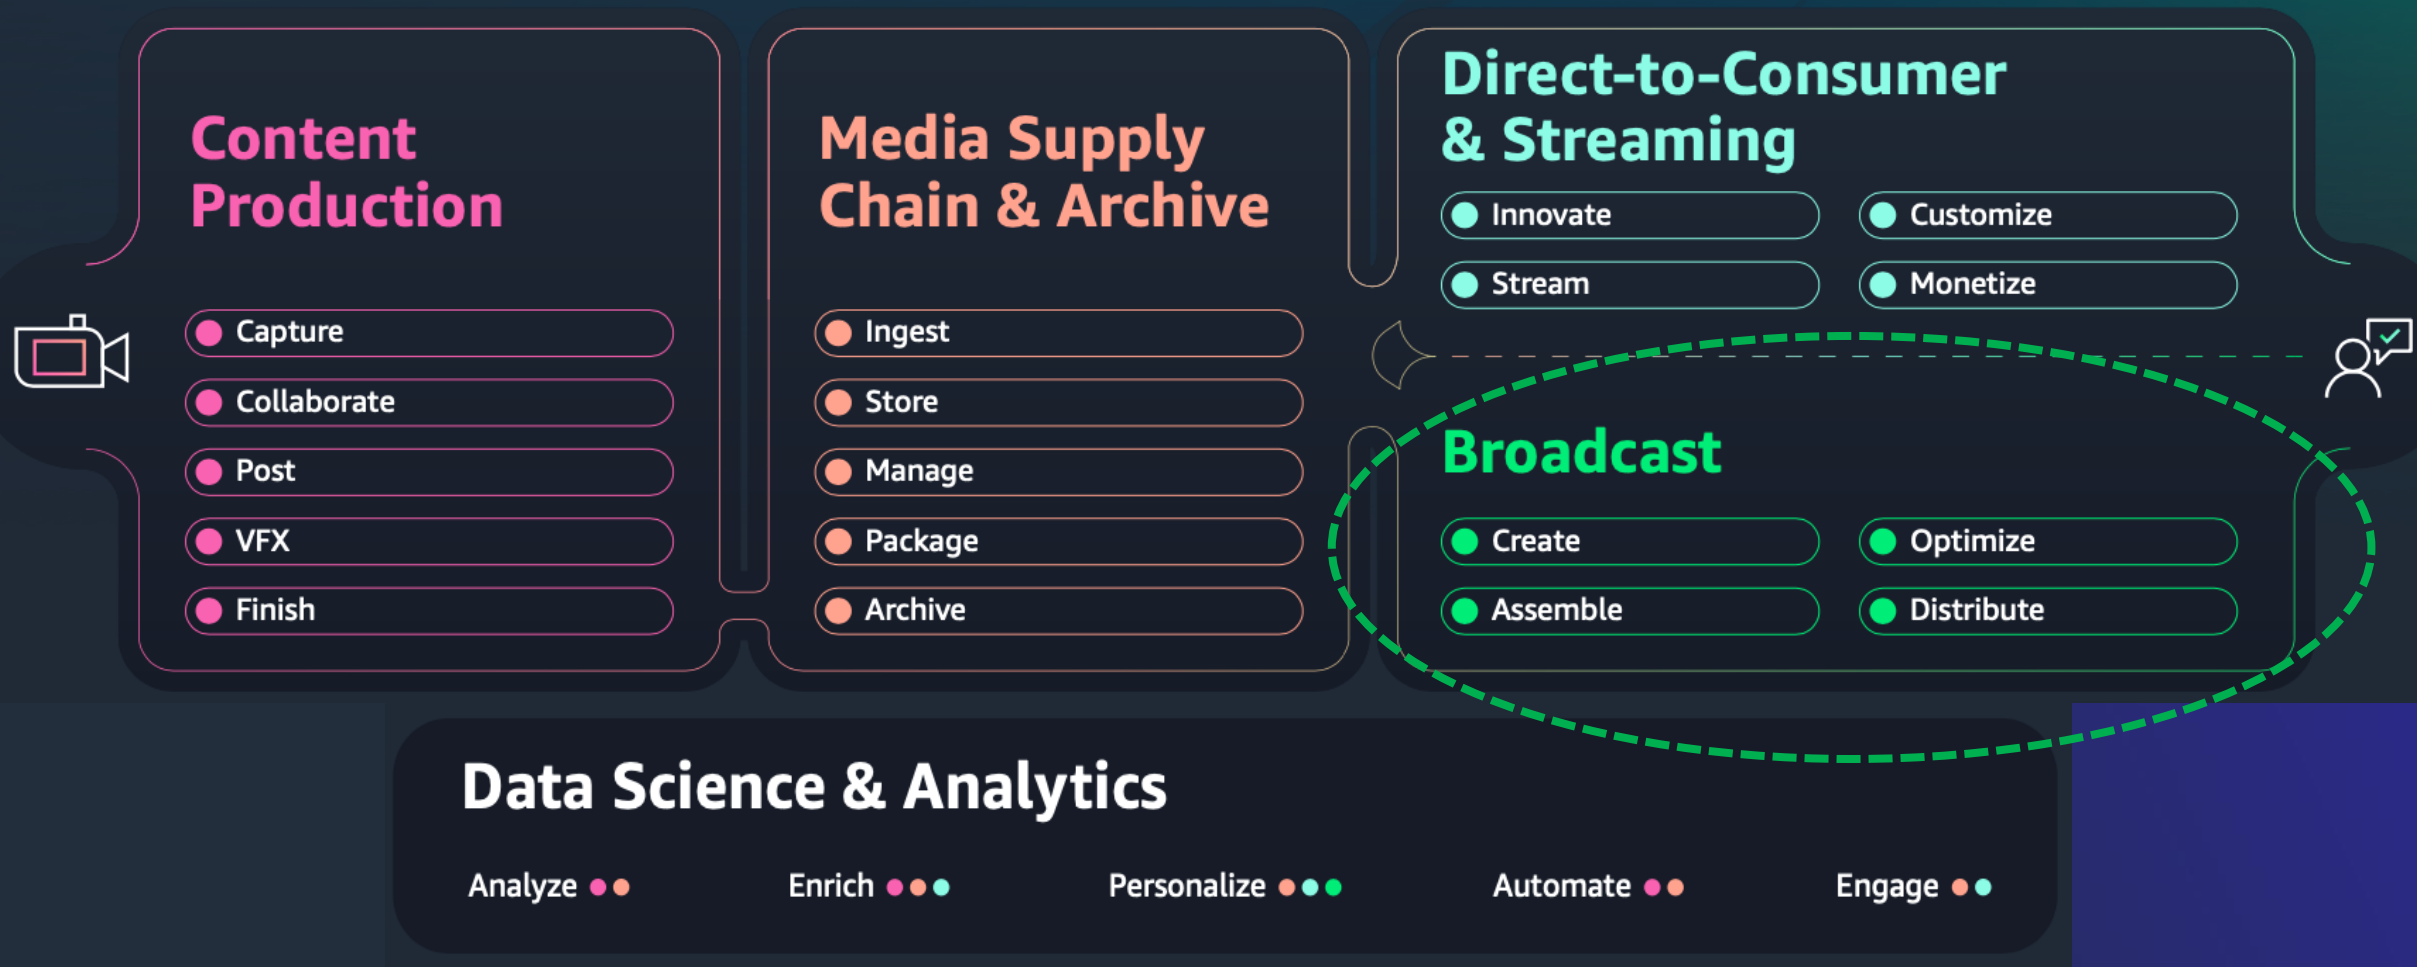 Content
Production
Capture
Collaborate
Post
VFX
Finish
Media Supply
Chain & Archive
Ingest
Store
Manage
Package
Archive
Direct-to-Consumer
& Streaming
Innovate
Customize
Stream
Monetize
Broadcast
Create
Optimize
Assemble
Distribute
Data Science & Analytics
Analyze
Enrich
Personalize
Automate
Engage